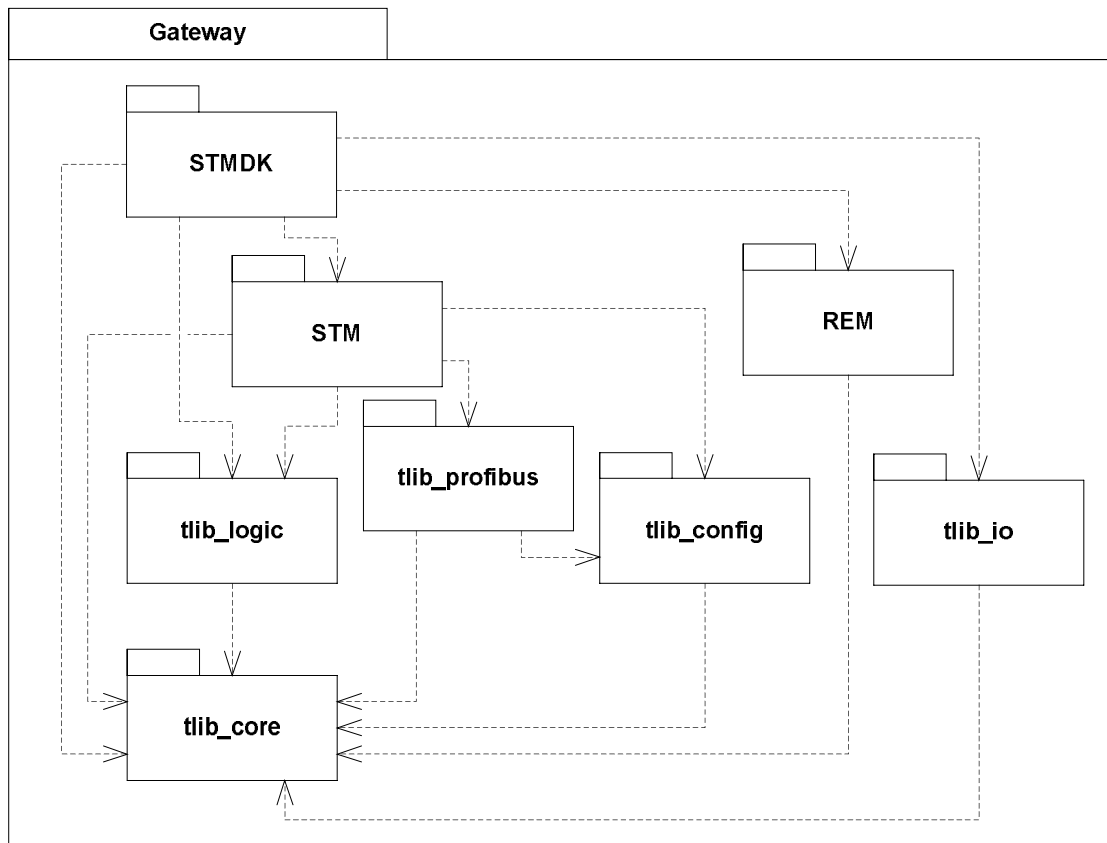 Gateway
STMDK
STM
REM
tlib_profibus
tlib_logic
tlib_config
tlib_io
tlib_core